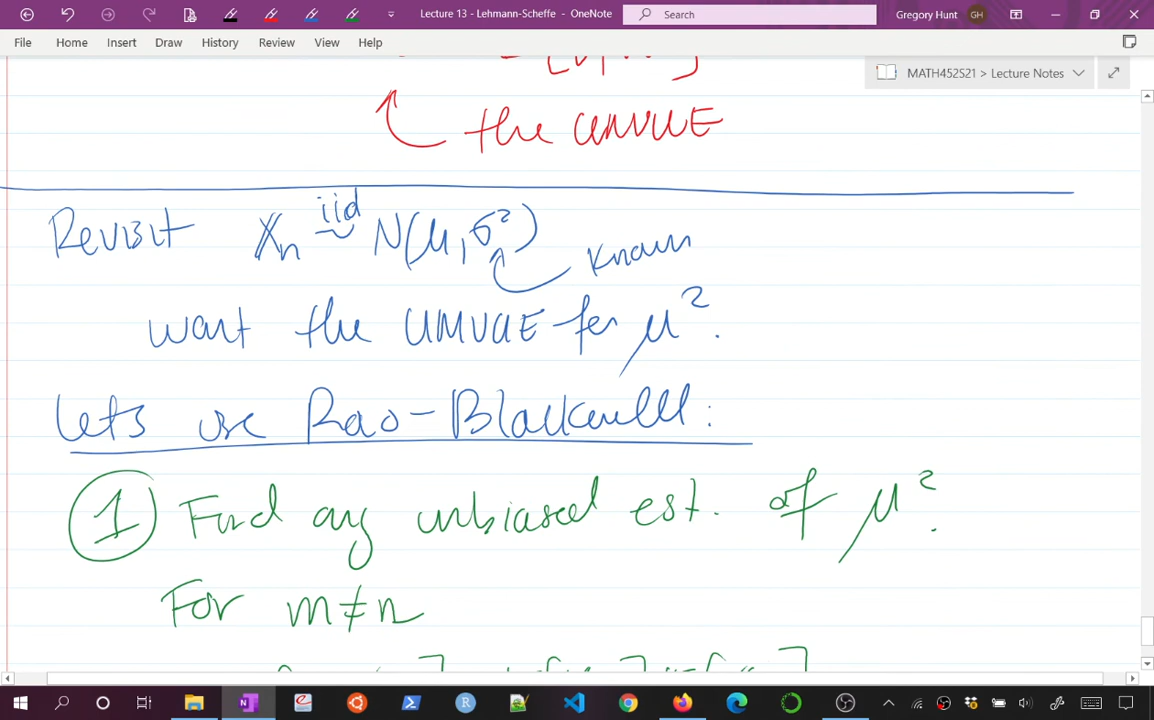 Lecture 13 - Lehmann-Scheffe - OneNote
Search
Gregory Hunt GH
File Home Insert Draw History Review View Help
MATH452S21 > Lecture Notes
the UMVUE
Revisit Xn iid ~ N(μ, σ²) known
want the UMVUE for μ².
Lets use Rao-Blackwell:
1 Find any unbiased est. of μ².
For m ≠ n